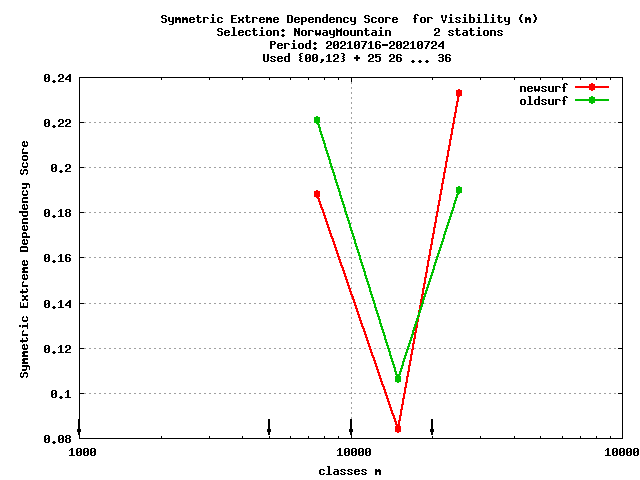 Symmetric Extreme Dependency Score  for Visibility (m)
Selection: NorwayMountain      2 stations
Period: 20210716-20210724
Used {00,12} + 25 26 ... 36
newsurf
oldsurf
0.24
0.22
0.2
0.18
0.16
0.14
0.12
0.1
0.08
Symmetric Extreme Dependency Score
1000
10000
10000
classes m